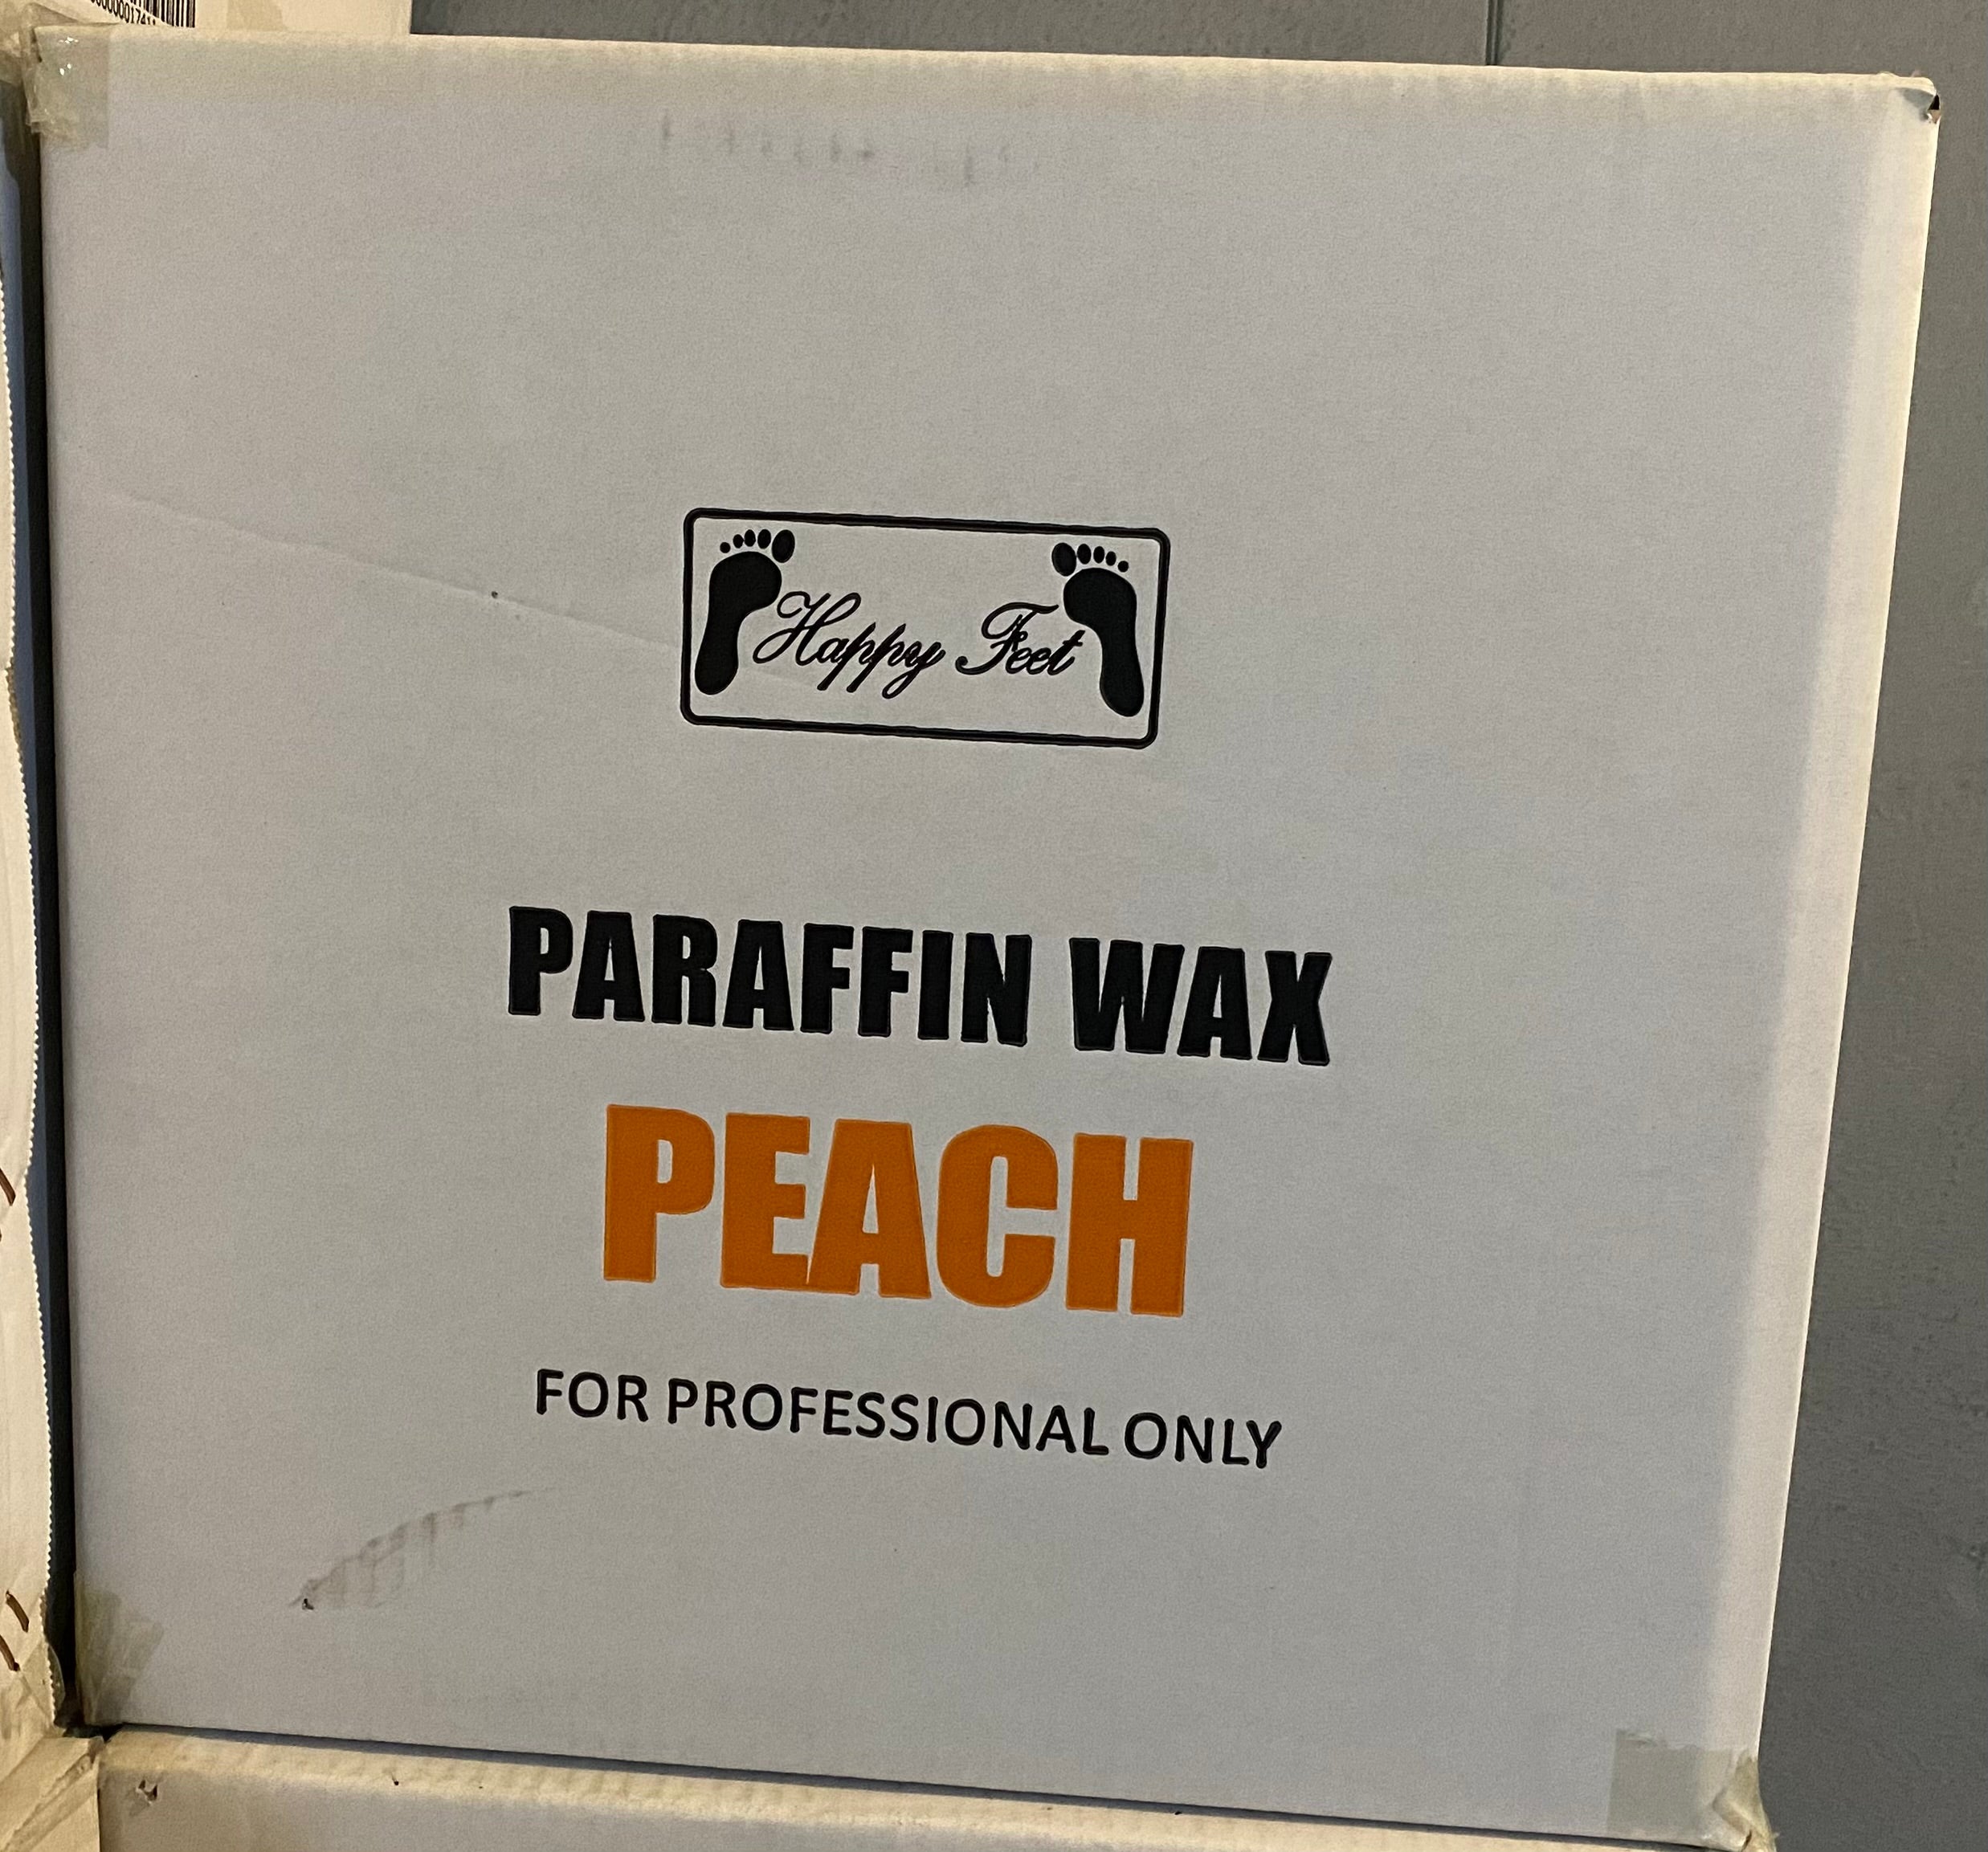 Happy Feet
PARAFFIN WAX
PEACH
FOR PROFESSIONAL ONLY